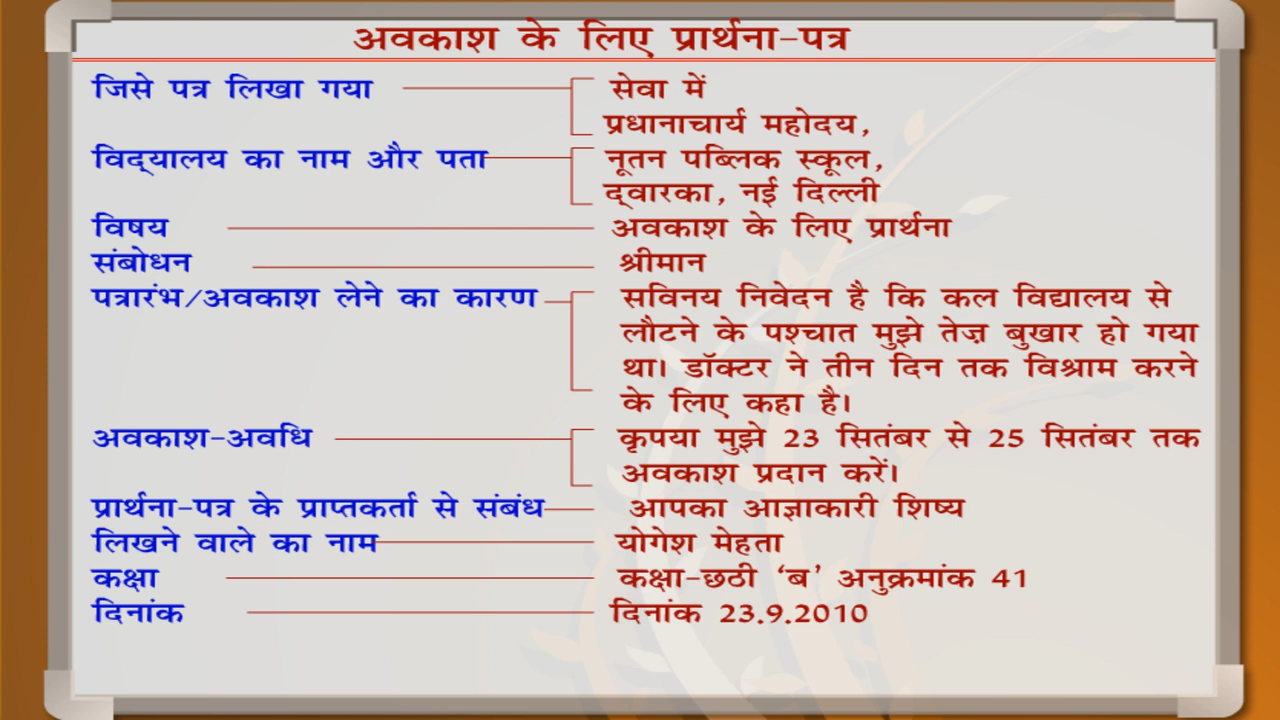 अवकाश के लिए प्रार्थना-पत्र
जिसे पत्र लिखा गया सेवा में
प्रधानाचार्य महोदय,
विद्‌यालय का नाम और पता नूतन पब्लिक स्कूल,
द्‌वारका, नई दिल्ली
विषय अवकाश के लिए प्रार्थना
संबोधन श्रीमान
पत्रारंभ/अवकाश लेने का कारण सविनय निवेदन है कि कल विद्यालय से
लौटने के पश्चात मुझे तेज़ बुखार हो गया
था। डॉक्टर ने तीन दिन तक विश्राम करने
के लिए कहा है।
अवकाश-अवधि कृपया मुझे 23 सितंबर से 25 सितंबर तक
अवकाश प्रदान करें।
प्रार्थना-पत्र के प्राप्तकर्ता से संबंध आपका आज्ञाकारी शिष्य
लिखने वाले का नाम योगेश मेहता
कक्षा कक्षा-छठी ‘ब’ अनुक्रमांक 41
दिनांक दिनांक 23.9.2010